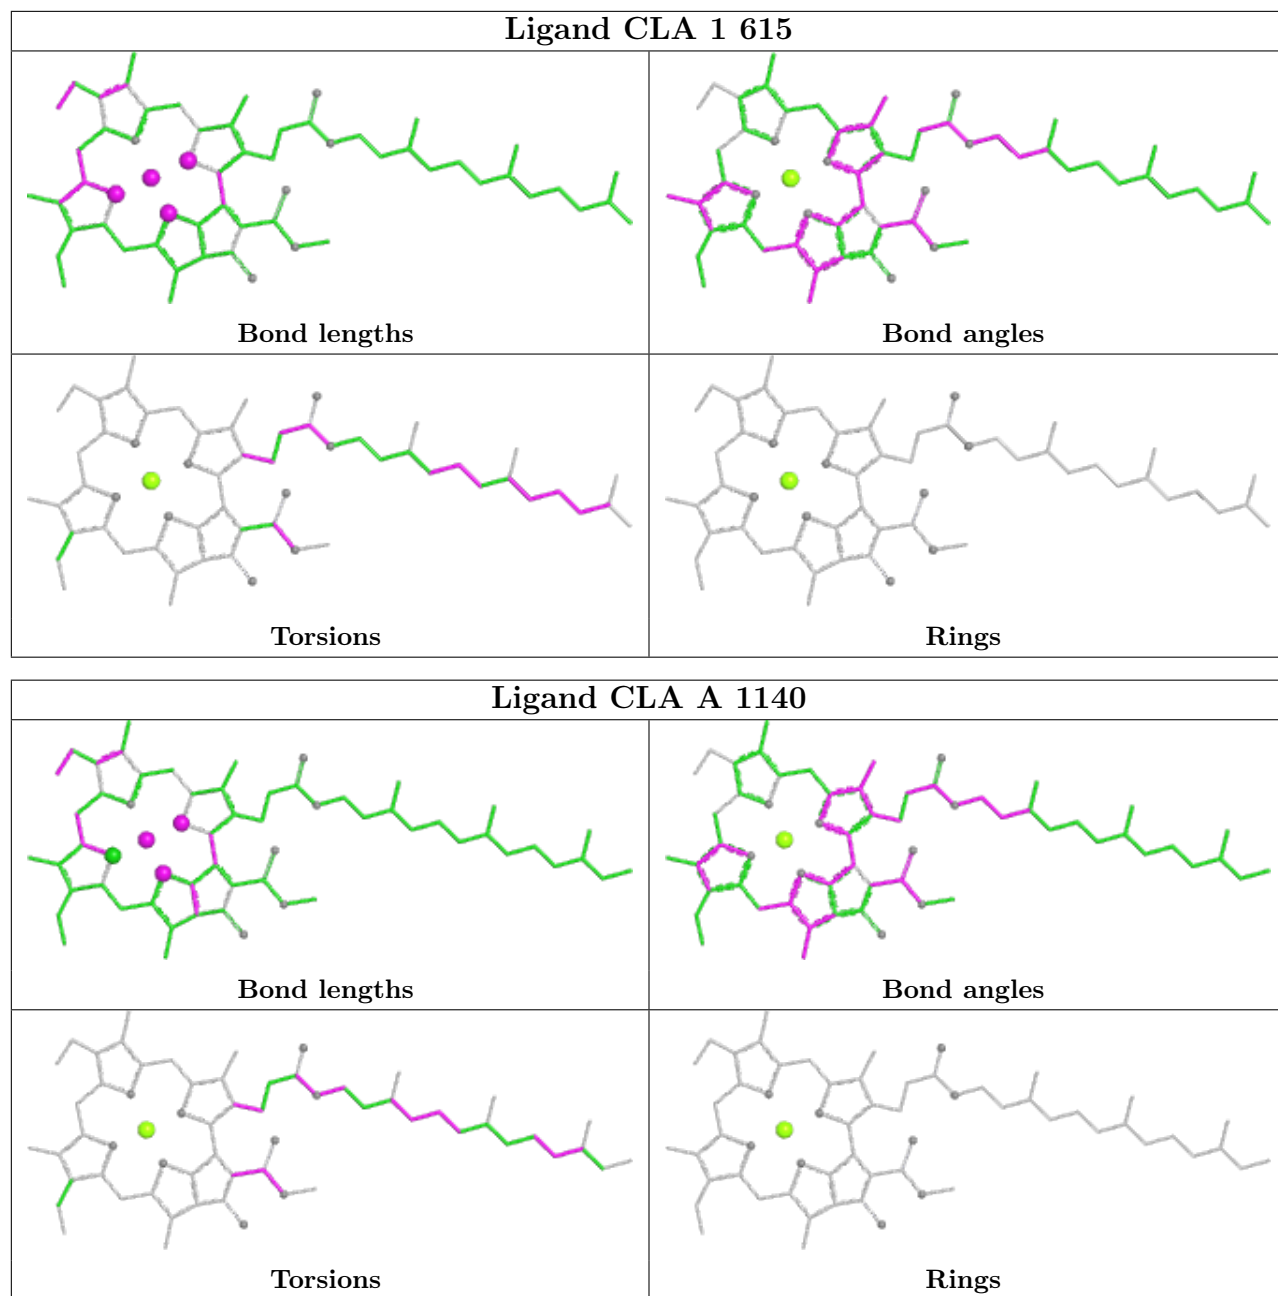 Ligand CLA 1 615
Bond lengths
Bond angles
Torsions
Rings
Ligand CLA A 1140
Bond lengths
Bond angles
Torsions
Rings